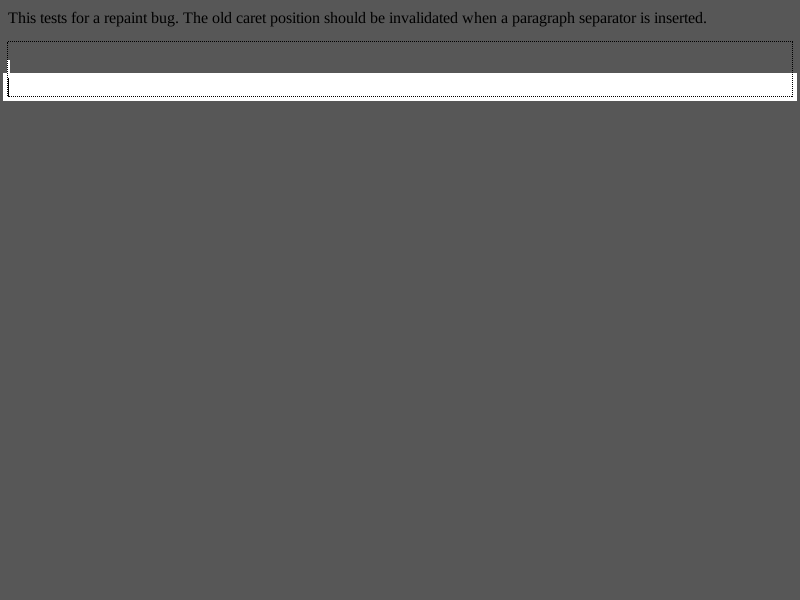 This tests for a repaint bug. The old caret position should be invalidated when a paragraph separator is inserted.